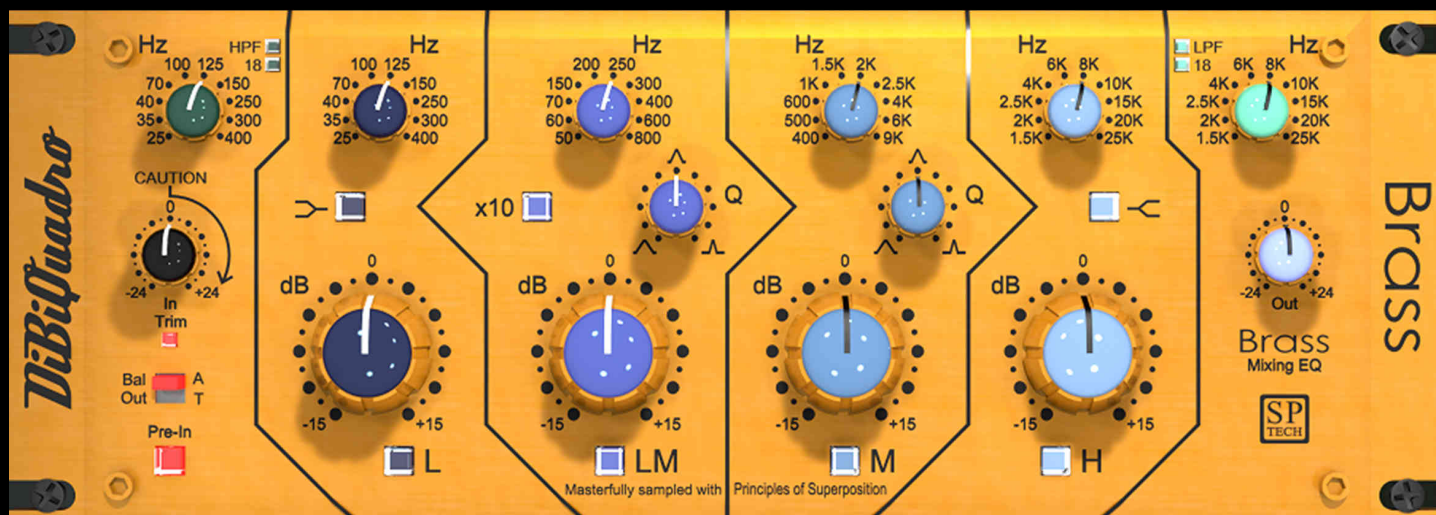 DiBiQuadro
Hz
HPF
18
100 125
70 150
40 250
35 300
25 400
CAUTION
0
-24 +24
In
Trim
Bal A
Out T
Pre-In
Hz
100 125
70 150
40 250
35 300
25 400
dB
0
-15 +15
L
Hz
200 250
150 300
70 400
60 600
50 800
x10
Q
dB
0
-15 +15
LM
Hz
1.5K 2K
1K 2.5K
600 4K
500 6K
400 9K
Q
dB
0
-15 +15
M
Hz
6K 8K
4K 10K
2.5K 15K
2K 20K
1.5K 25K
dB
0
-15 +15
H
Masterfully sampled with Principles of Superposition
LPF
18
Hz
6K 8K
4K 10K
2.5K 15K
2K 20K
1.5K 25K
0
-24 +24
Out
Brass
Mixing EQ
SP
TECH
Brass